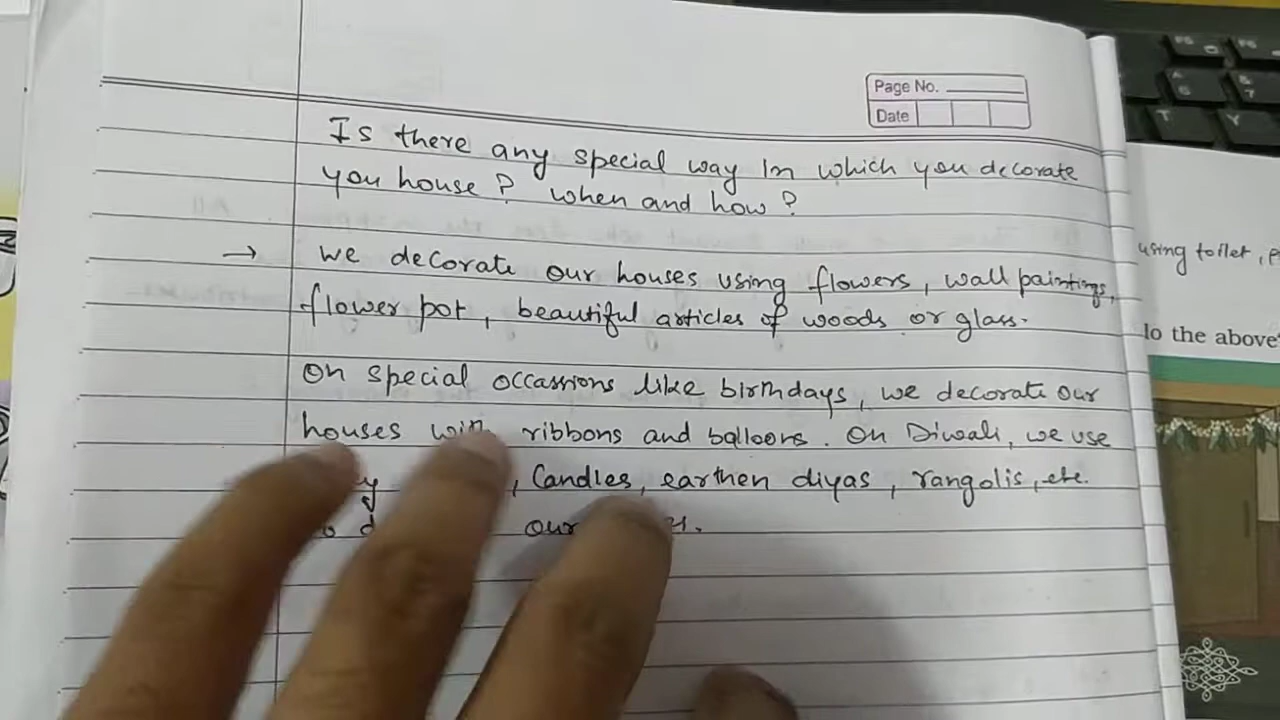 Page No.
Date
Is there any special way In which you decorate
you house? When and how?
→ We decorate our houses using flowers, wall paintings,
flower pot, beautiful articles of woods or glass.
On special occassions like birthdays, we decorate our
houses with ribbons and balloons. On Diwali, we use
, Candles, earthen diyas, rangolis, etc.
our
using toilet,
lo the above